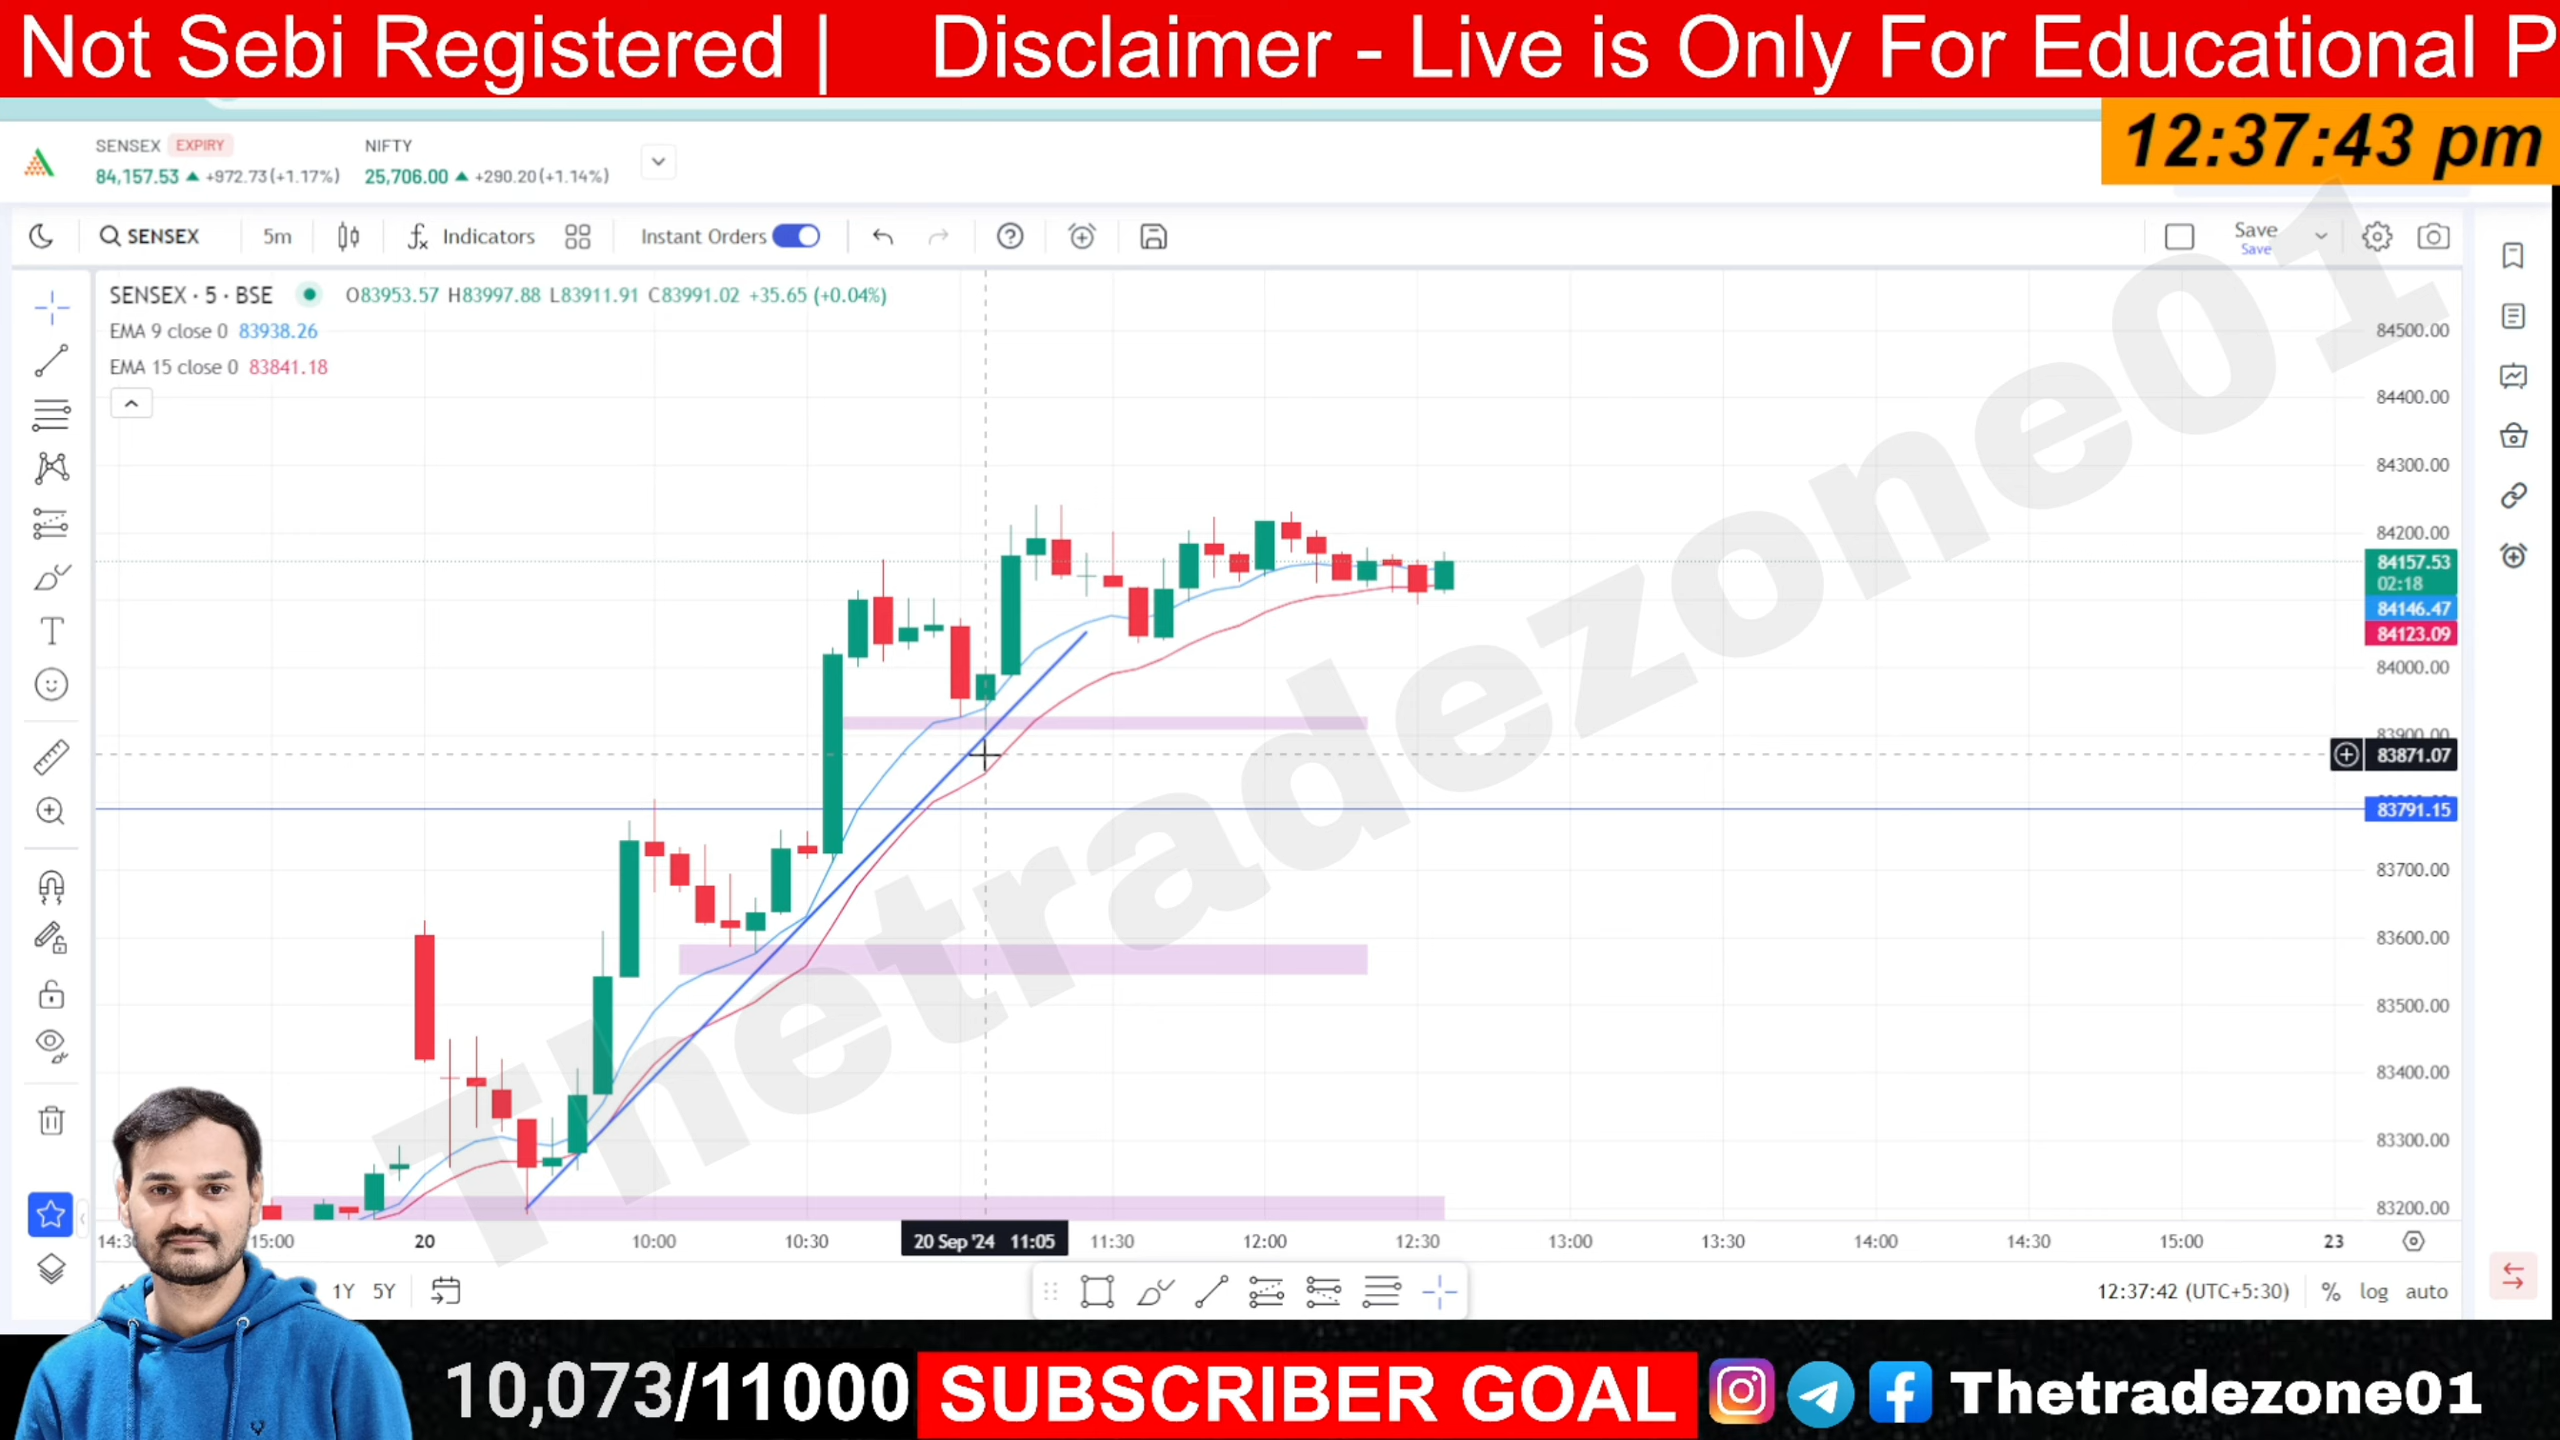 Not Sebi Registered |     Disclaimer - Live is Only For Educational P
12:37:43 pm
SENSEX EXPIRY
84,157.53 ▲ +972.73(+1.17%)
NIFTY
25,706.00 ▲ +290.20(+1.14%)
SENSEX
5m
Indicators
Instant Orders
Save
Save
SENSEX · 5 · BSE
O83953.57 H83997.88 L83911.91 C83991.02 +35.65 (+0.04%)
EMA 9 close 0 83938.26
EMA 15 close 0 83841.18
84500.00
84400.00
84300.00
84200.00
84157.53
02:18
84146.47
84123.09
84000.00
83900.00
83871.07
83791.15
83700.00
83600.00
83500.00
83400.00
83300.00
83200.00
Thetradezone01
15:00
20
10:00
10:30
20 Sep '24 11:05
11:30
12:00
12:30
13:00
13:30
14:00
14:30
15:00
23
1Y
5Y
12:37:42 (UTC+5:30)
%
log
auto
10,073/11000
SUBSCRIBER GOAL
Thetradezone01